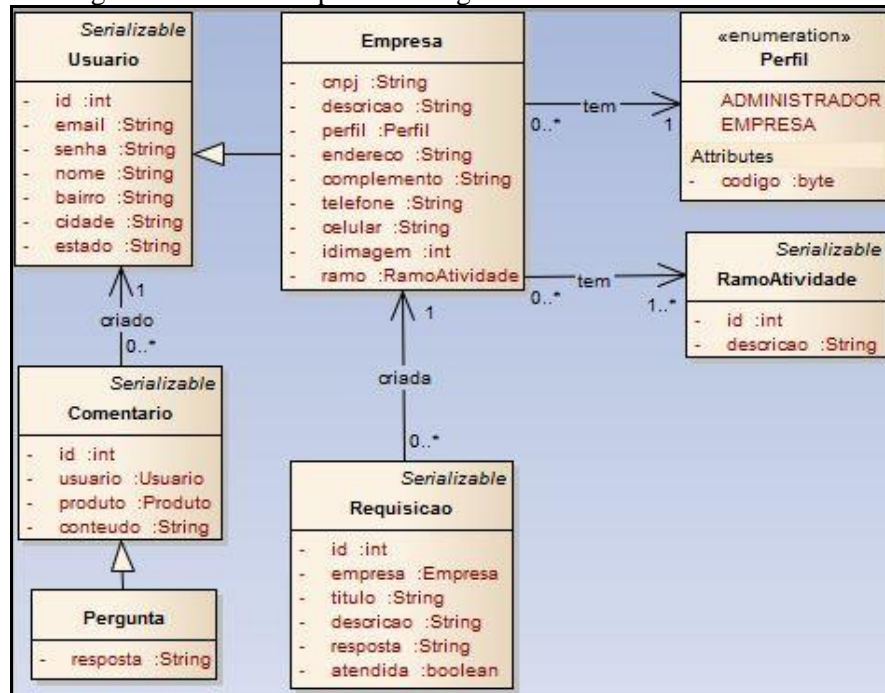 Serializable
Usuario
- id :int
- email :String
- senha :String
- nome :String
- bairro :String
- cidade :String
- estado :String
Empresa
- cnpj :String
- descricao :String
- perfil :Perfil
- endereco :String
- complemento :String
- telefone :String
- celular :String
- idimagem :int
- ramo :RamoAtividade
«enumeration»
Perfil
ADMINISTRADOR
EMPRESA
Attributes
- codigo :byte
tem
0..*
1
Serializable
RamoAtividade
- id :int
- descricao :String
tem
0..*
1..*
1
criado
0..*
1
criada
0..*
Serializable
Comentario
- id :int
- usuario :Usuario
- produto :Produto
- conteudo :String
Pergunta
- resposta :String
Serializable
Requisicao
- id :int
- empresa :Empresa
- titulo :String
- descricao :String
- resposta :String
- atendida :boolean